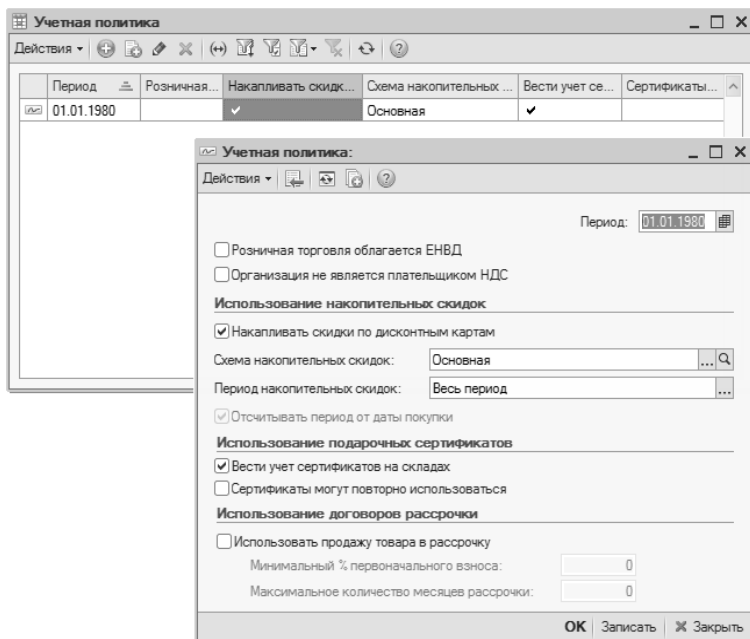 Учетная политика
Действия
Период Розничная... Накапливать скидк... Схема накопительных ... Вести учет се... Сертификаты...
01.01.1980 Основная
Учетная политика:
Действия
Период: 01.01.1980
Розничная торговля облагается ЕНВД
Организация не является плательщиком НДС
Использование накопительных скидок
Накапливать скидки по дисконтным картам
Схема накопительных скидок: Основная ...
Период накопительных скидок: Весь период ...
Отсчитывать период от даты покупки
Использование подарочных сертификатов
Вести учет сертификатов на складах
Сертификаты могут повторно использоваться
Использование договоров рассрочки
Использовать продажу товара в рассрочку
Минимальный % первоначального взноса: 0
Максимальное количество месяцев рассрочки: 0
OK Записать Закрыть